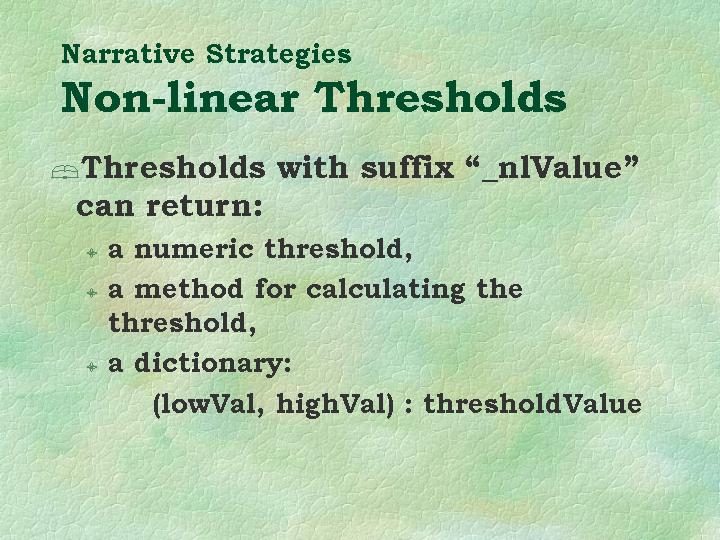 Narrative Strategies
Non-linear Thresholds
Thresholds with suffix “_nlValue”
can return:
a numeric threshold,
a method for calculating the
threshold,
a dictionary:
(lowVal, highVal) : thresholdValue